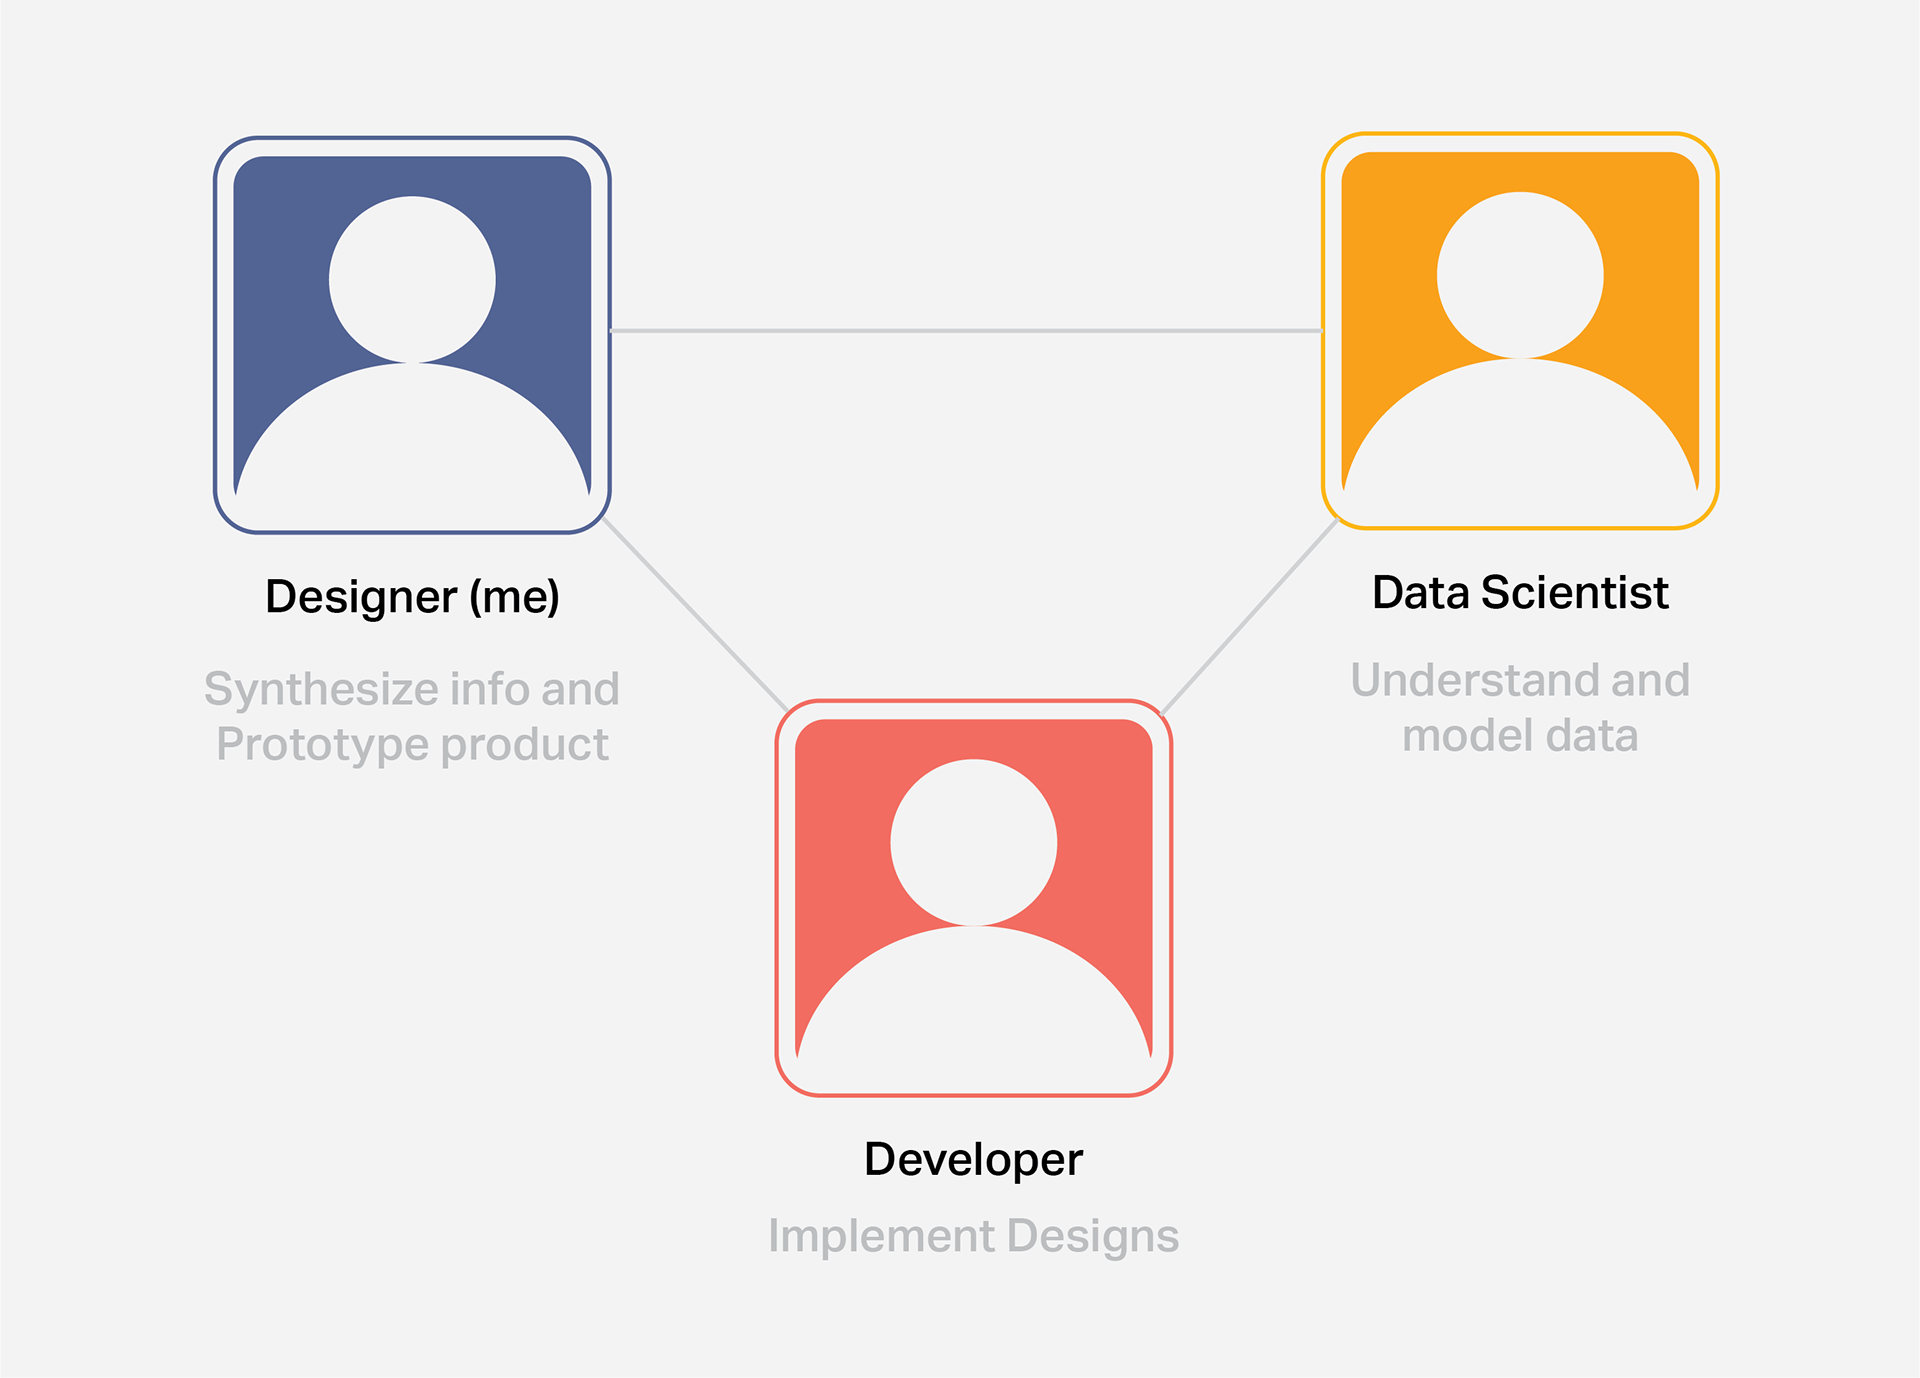 Designer (me)
Synthesize info and
Prototype product
Data Scientist
Understand and
model data
Developer
Implement Designs